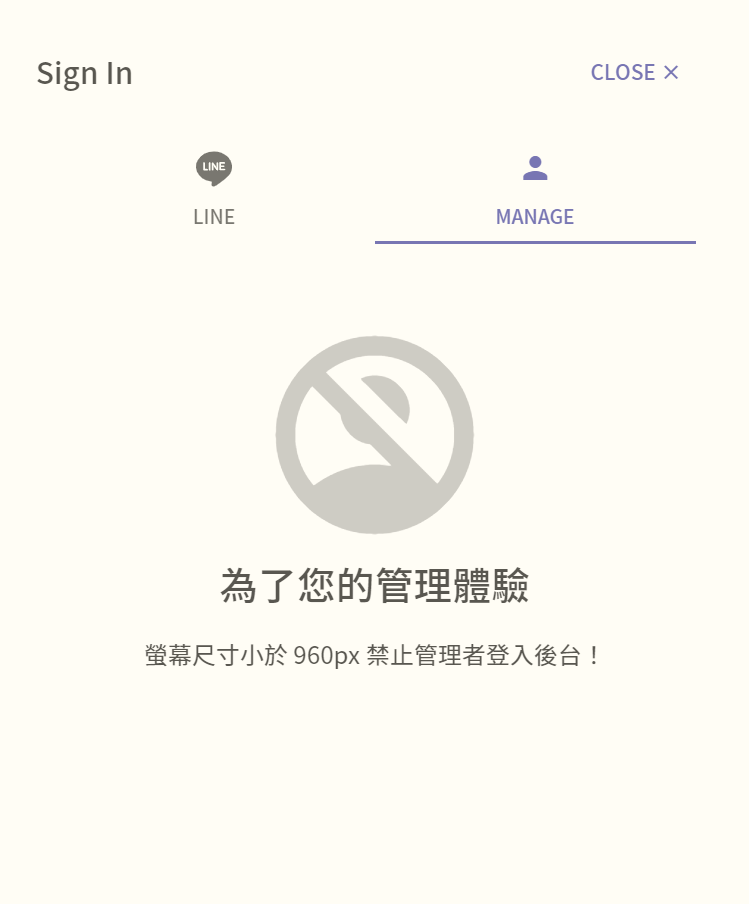 Sign In
CLOSE ×
LINE
LINE
MANAGE
為了您的管理體驗
螢幕尺寸小於 960px 禁止管理者登入後台！